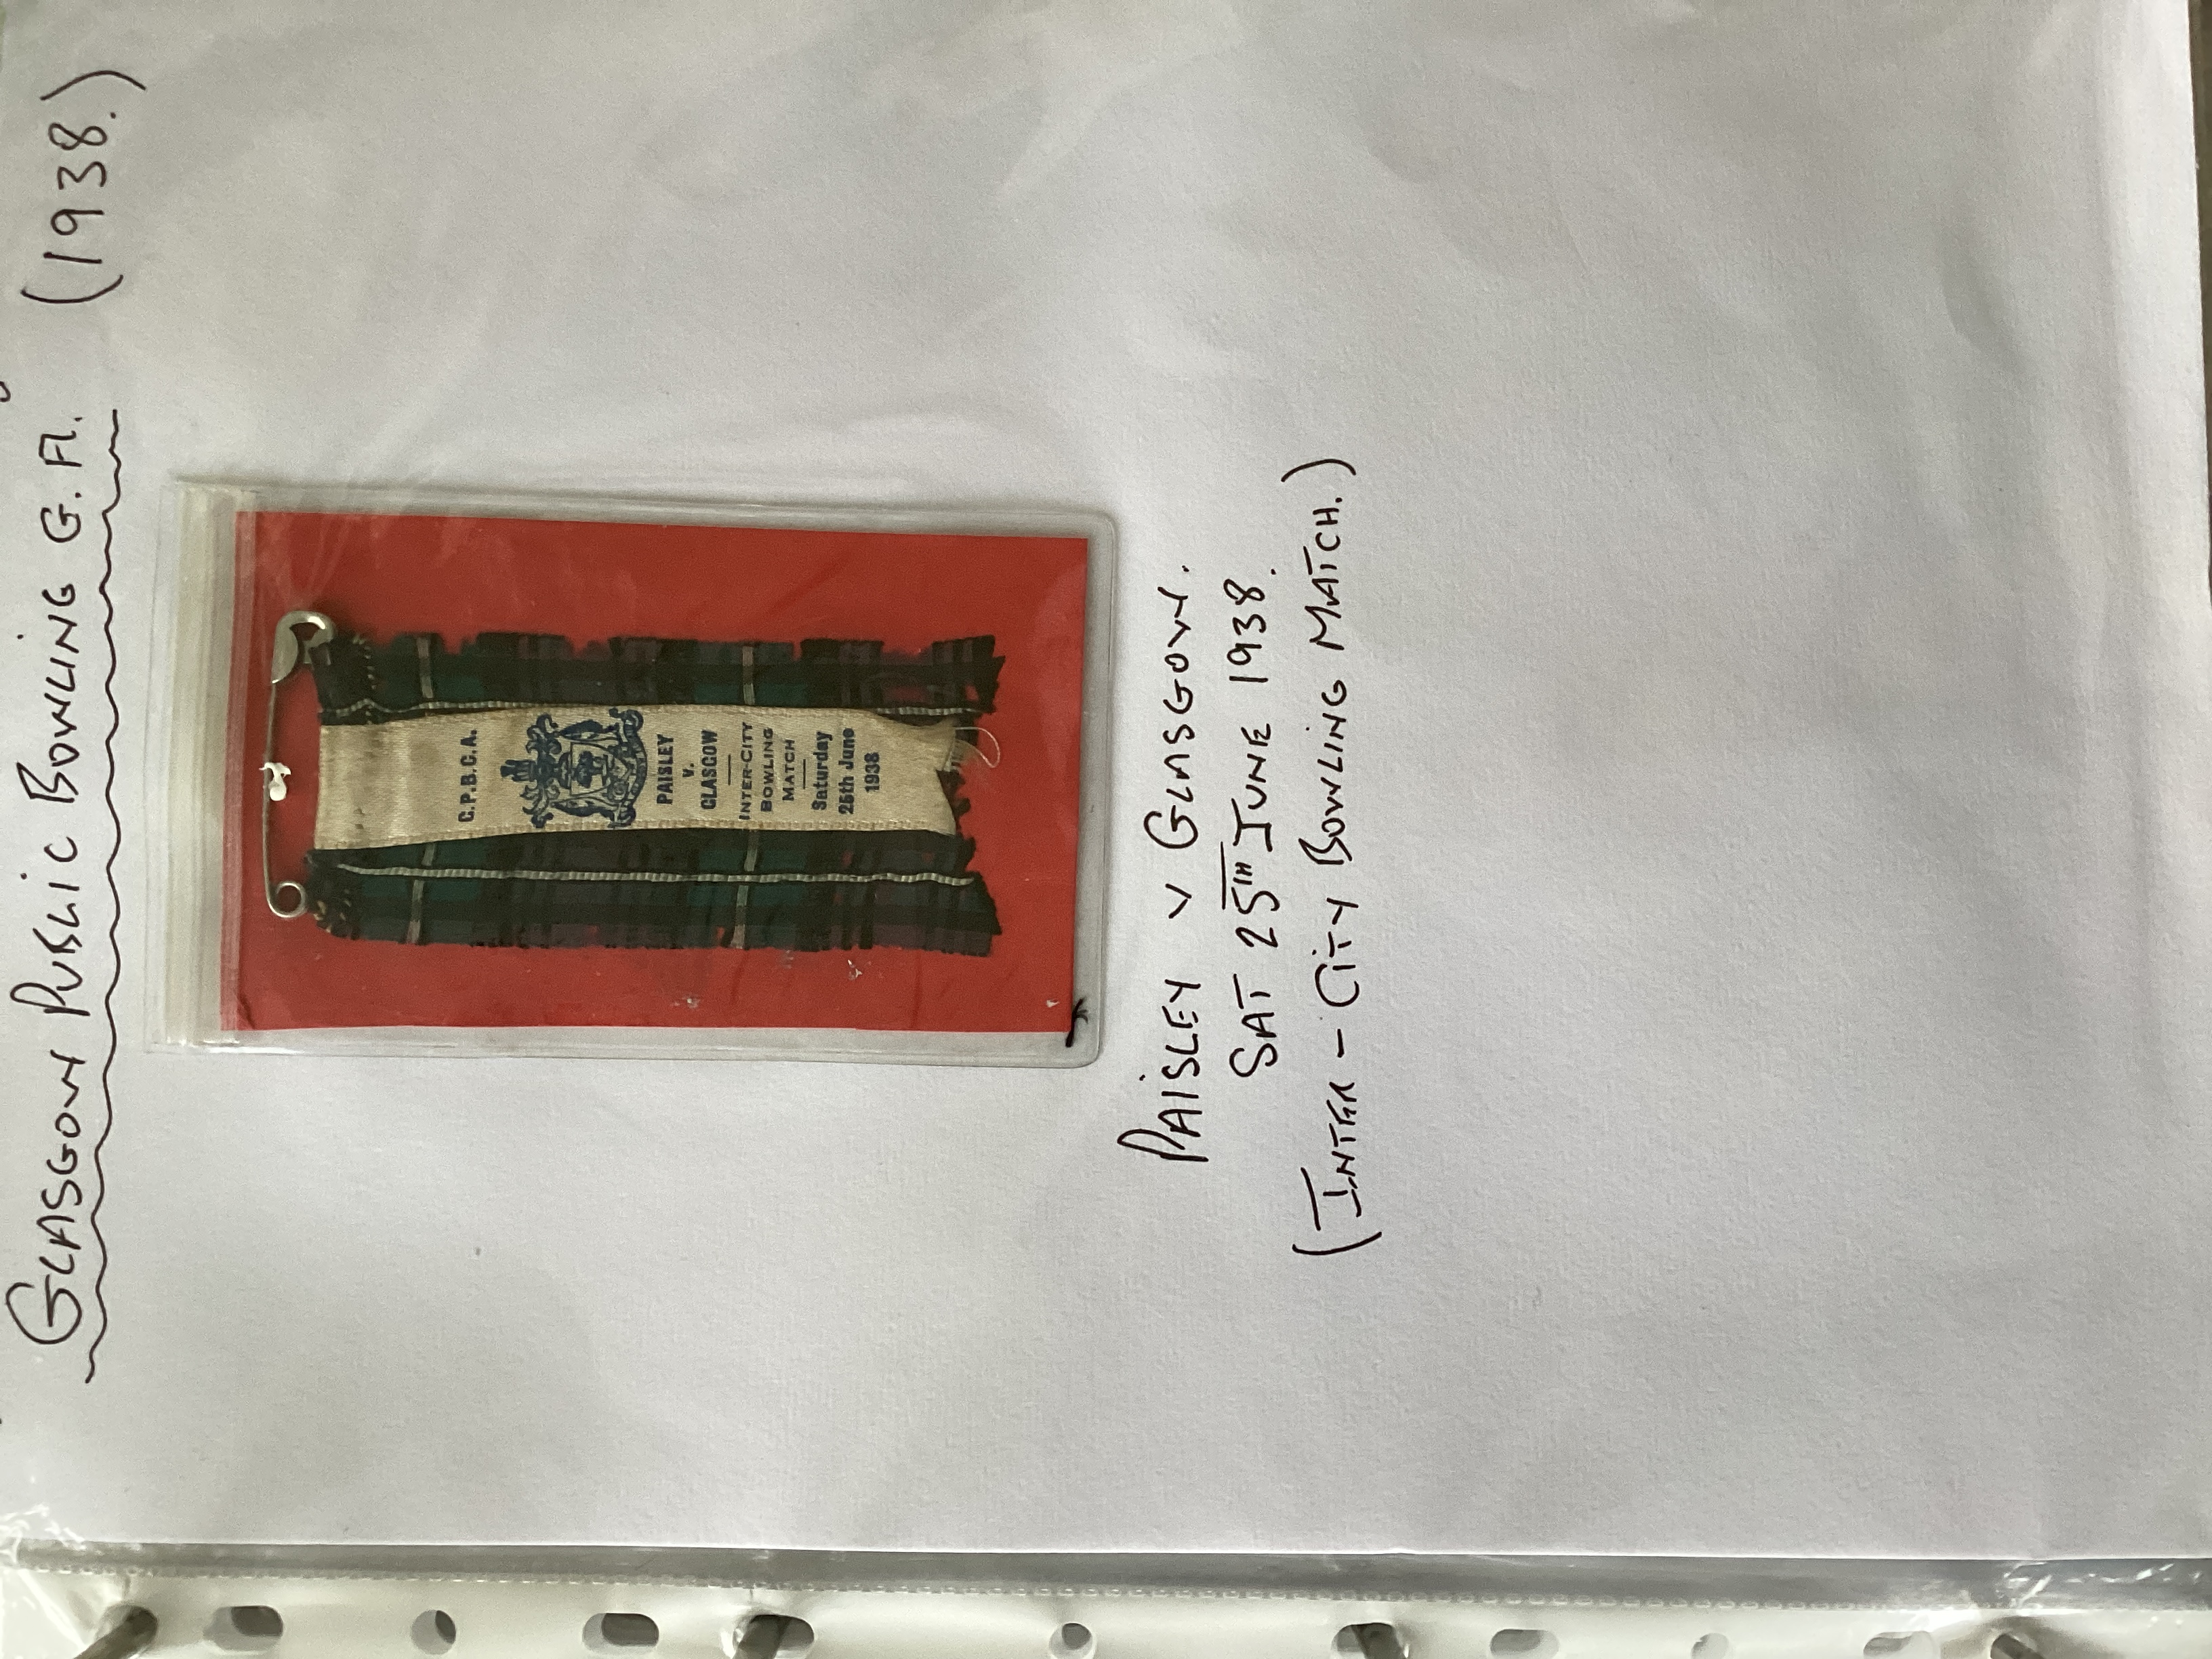 GLASGOW PUBLIC BOWLING G. A. (1938.)
C.P.B.C.A.
PAISLEY
v.
GLASGOW
INTER-CITY
BOWLING
MATCH
Saturday
25th June
1938
PAISLEY v GLASGOW.
SAT 25TH JUNE 1938.
(INTER - CITY BOWLING MATCH.)